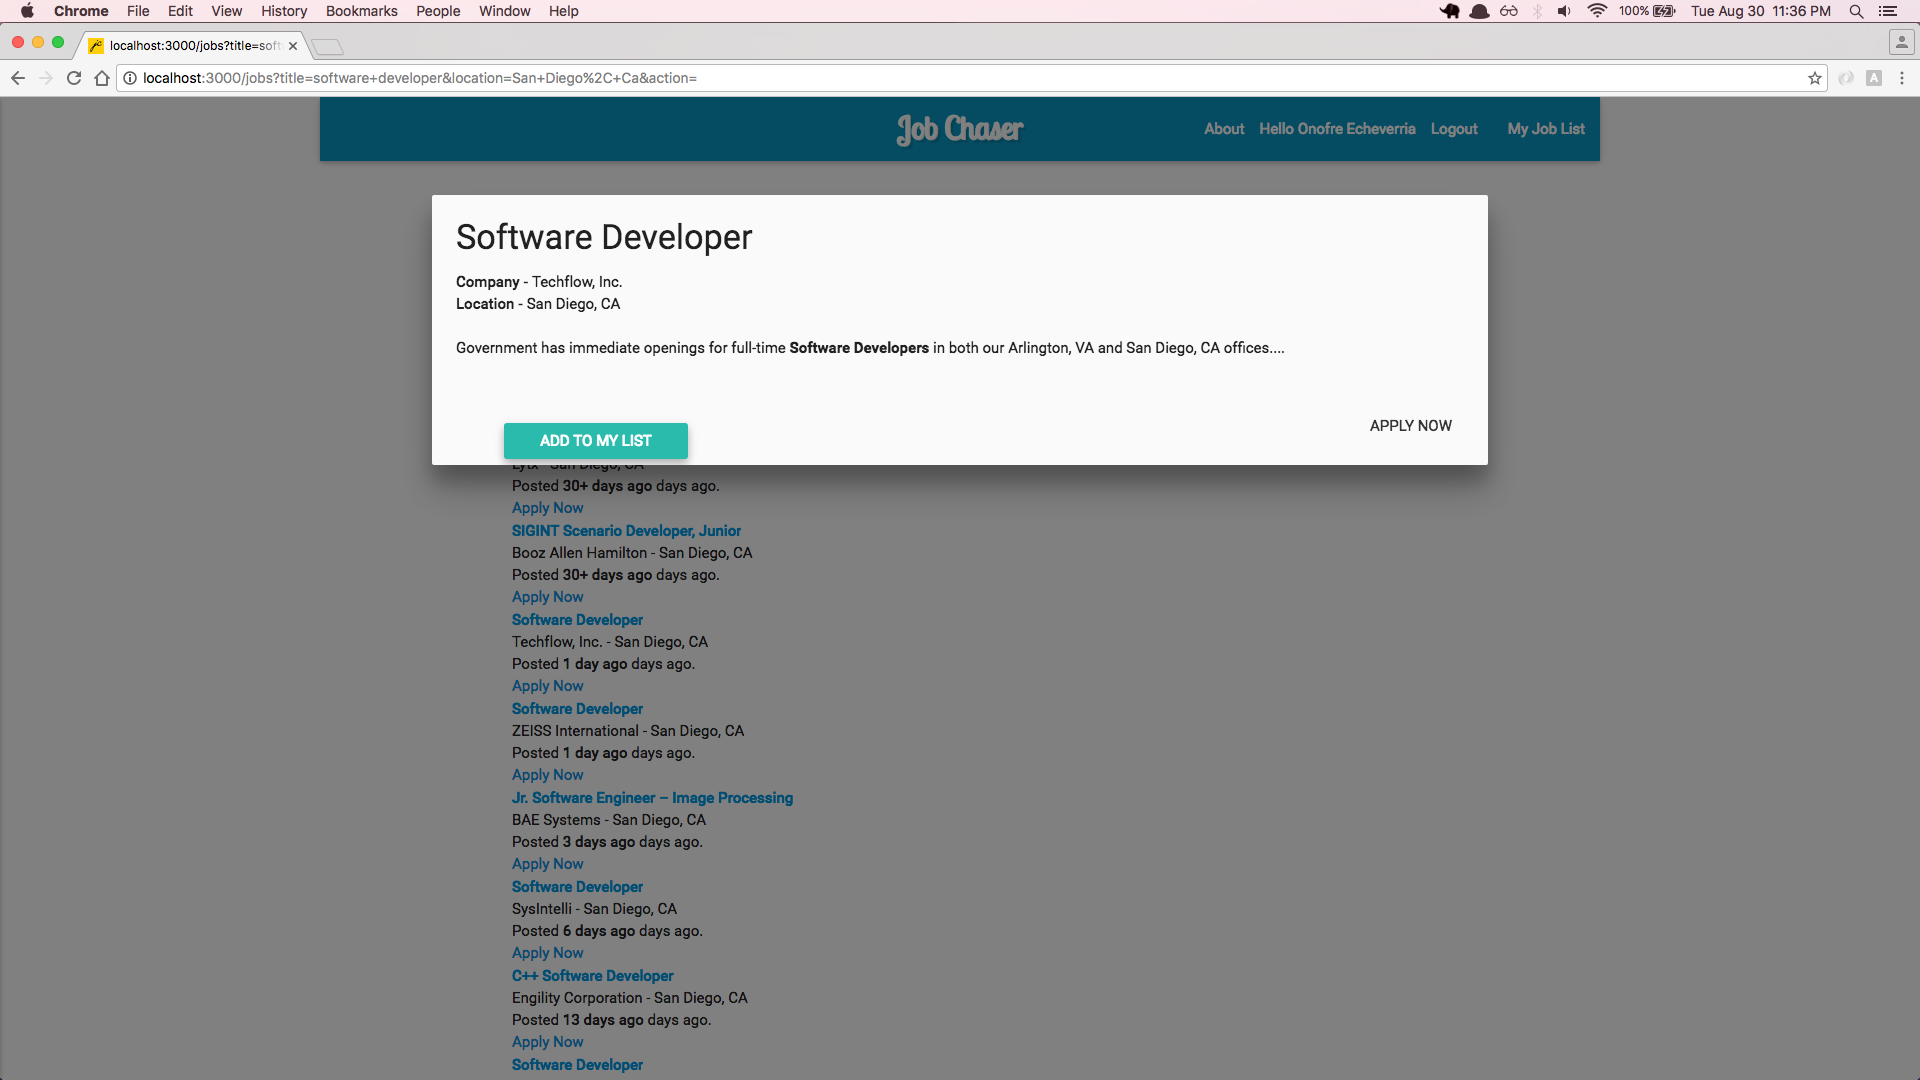 Chrome File Edit View History Bookmarks People Window Help 100% Tue Aug 30 11:36 PM
localhost:3000/jobs?title=soft
localhost:3000/jobs?title=software+developer&location=San+Diego%2C+Ca&action=
A
Job Chaser
About Hello Onofre Echeverria Logout My Job List
Software Developer
Company - Techflow, Inc.
Location - San Diego, CA
Government has immediate openings for full-time Software Developers in both our Arlington, VA and San Diego, CA offices....
APPLY NOW
ADD TO MY LIST
Lytx - San Diego, CA
Posted 30+ days ago days ago.
Apply Now
SIGINT Scenario Developer, Junior
Booz Allen Hamilton - San Diego, CA
Posted 30+ days ago days ago.
Apply Now
Software Developer
Techflow, Inc. - San Diego, CA
Posted 1 day ago days ago.
Apply Now
Software Developer
ZEISS International - San Diego, CA
Posted 1 day ago days ago.
Apply Now
Jr. Software Engineer – Image Processing
BAE Systems - San Diego, CA
Posted 3 days ago days ago.
Apply Now
Software Developer
SysIntelli - San Diego, CA
Posted 6 days ago days ago.
Apply Now
C++ Software Developer
Engility Corporation - San Diego, CA
Posted 13 days ago days ago.
Apply Now
Software Developer